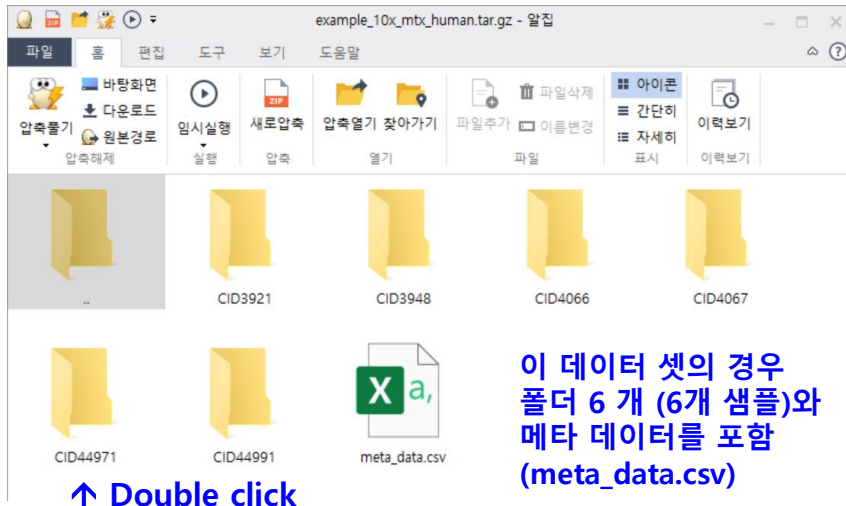 example_10x_mtx_human.tar.gz - 알집
파일 홈 편집 도구 보기 도움말
압축풀기 바탕화면 다운로드 원본경로
임시실행 새로압축 압축열기 찾아가기
파일추가 파일삭제 이름변경
아이콘 간단히 자세히 이력보기
압축해제 실행 압축 열기 파일 표시 이력보기
ZIP
..
CID3921 CID3948 CID4066 CID4067
CID44971 CID44991 meta_data.csv
X a,
이 데이터 셋의 경우
폴더 6 개 (6개 샘플)와
메타 데이터를 포함
(meta_data.csv)
↑ Double click